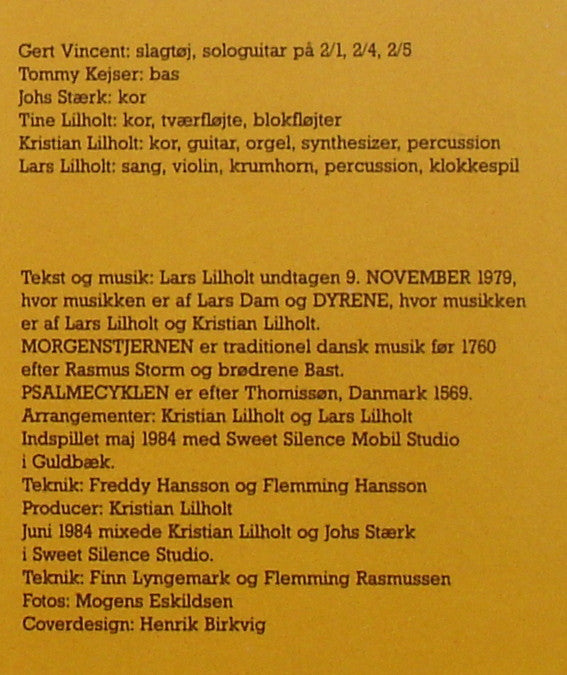 Gert Vincent: slagtøj, sologuitar på 2/1, 2/4, 2/5
Tommy Kejser: bas
Johs Stærk: kor
Tine Lilholt: kor, tværfløjte, blokfløjter
Kristian Lilholt: kor, guitar, orgel, synthesizer, percussion
Lars Lilholt: sang, violin, krumhorn, percussion, klokkespil
Tekst og musik: Lars Lilholt undtagen 9. NOVEMBER 1979,
hvor musikken er af Lars Dam og DYRENE, hvor musikken
er af Lars Lilholt og Kristian Lilholt.
MORGENSTJERNEN er traditionel dansk musik før 1760
efter Rasmus Storm og brødrene Bast.
PSALMECYKLEN er efter Thomissøn, Danmark 1569.
Arrangementer: Kristian Lilholt og Lars Lilholt
Indspillet maj 1984 med Sweet Silence Mobil Studio
i Guldbæk.
Teknik: Freddy Hansson og Flemming Hansson
Producer: Kristian Lilholt
Juni 1984 mixede Kristian Lilholt og Johs Stærk
i Sweet Silence Studio.
Teknik: Finn Lyngemark og Flemming Rasmussen
Fotos: Mogens Eskildsen
Coverdesign: Henrik Birkvig